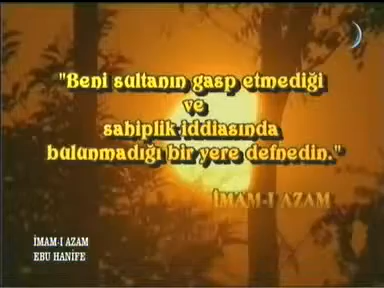 "Beni sultanın gasp etmediği
ve
sahiplik iddiasında
bulunmadığı bir yere defnedin."
İMAM-I AZAM
İMAM-I AZAM
EBU HANİFE